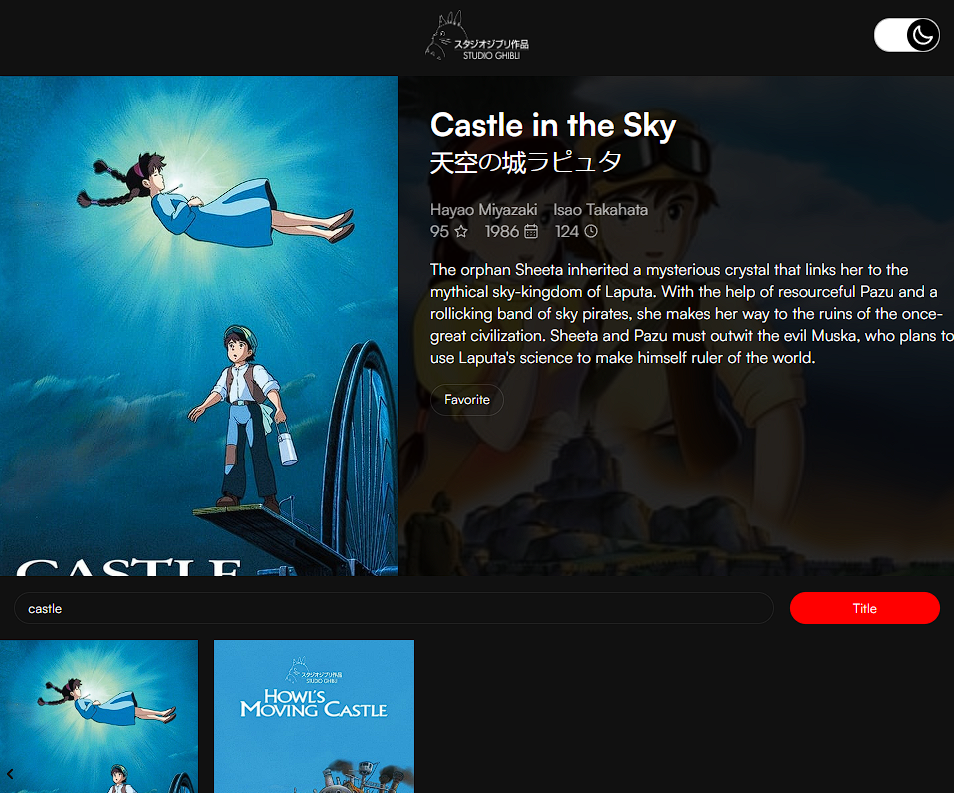 スタジオジブリ作品
STUDIO GHIBLI
Castle in the Sky
天空の城ラピュタ
Hayao Miyazaki Isao Takahata
95 1986 124
The orphan Sheeta inherited a mysterious crystal that links her to the
mythical sky-kingdom of Laputa. With the help of resourceful Pazu and a
rollicking band of sky pirates, she makes her way to the ruins of the once-
great civilization. Sheeta and Pazu must outwit the evil Muska, who plans to
use Laputa's science to make himself ruler of the world.
Favorite
CASTLE
castle
Title
スタジオジブリ作品
STUDIO GHIBLI
HOWL'S
MOVING CASTLE